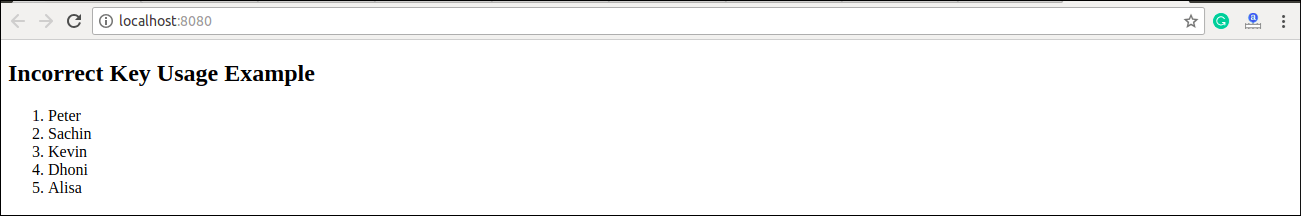 localhost:8080
Incorrect Key Usage Example
1. Peter
2. Sachin
3. Kevin
4. Dhoni
5. Alisa